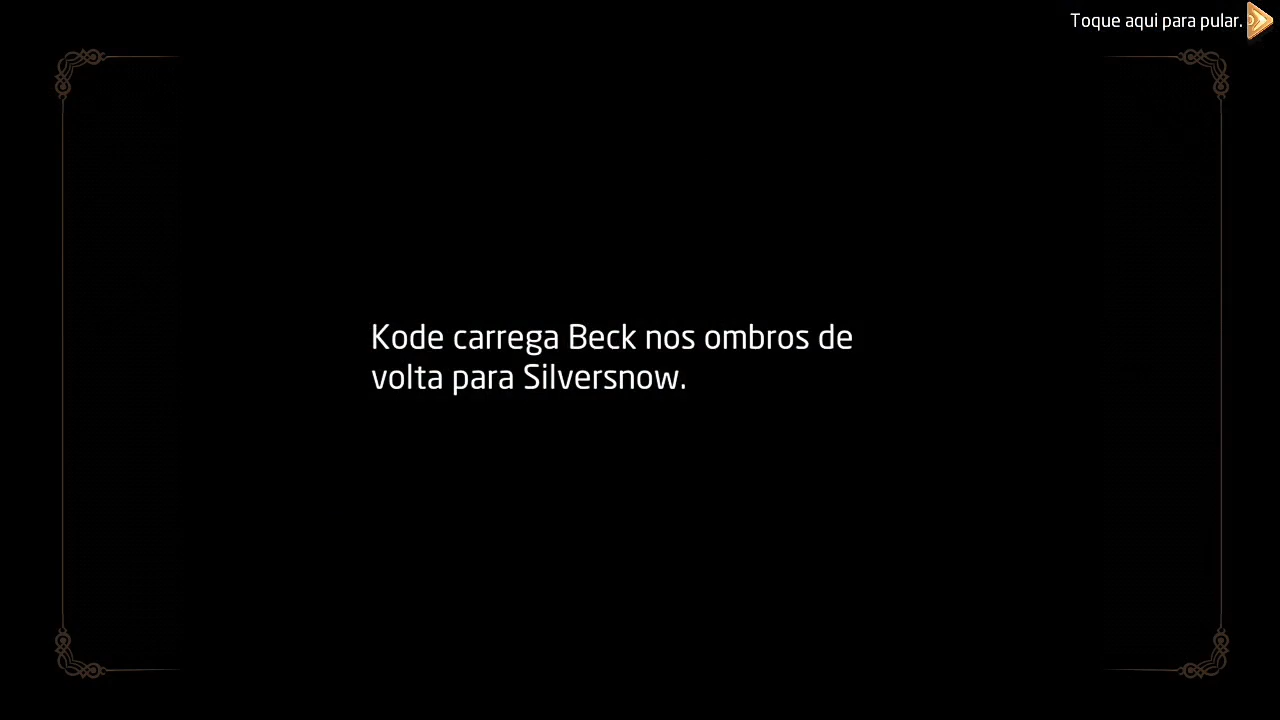 Toque aqui para pular.
Kode carrega Beck nos ombros de
volta para Silversnow.